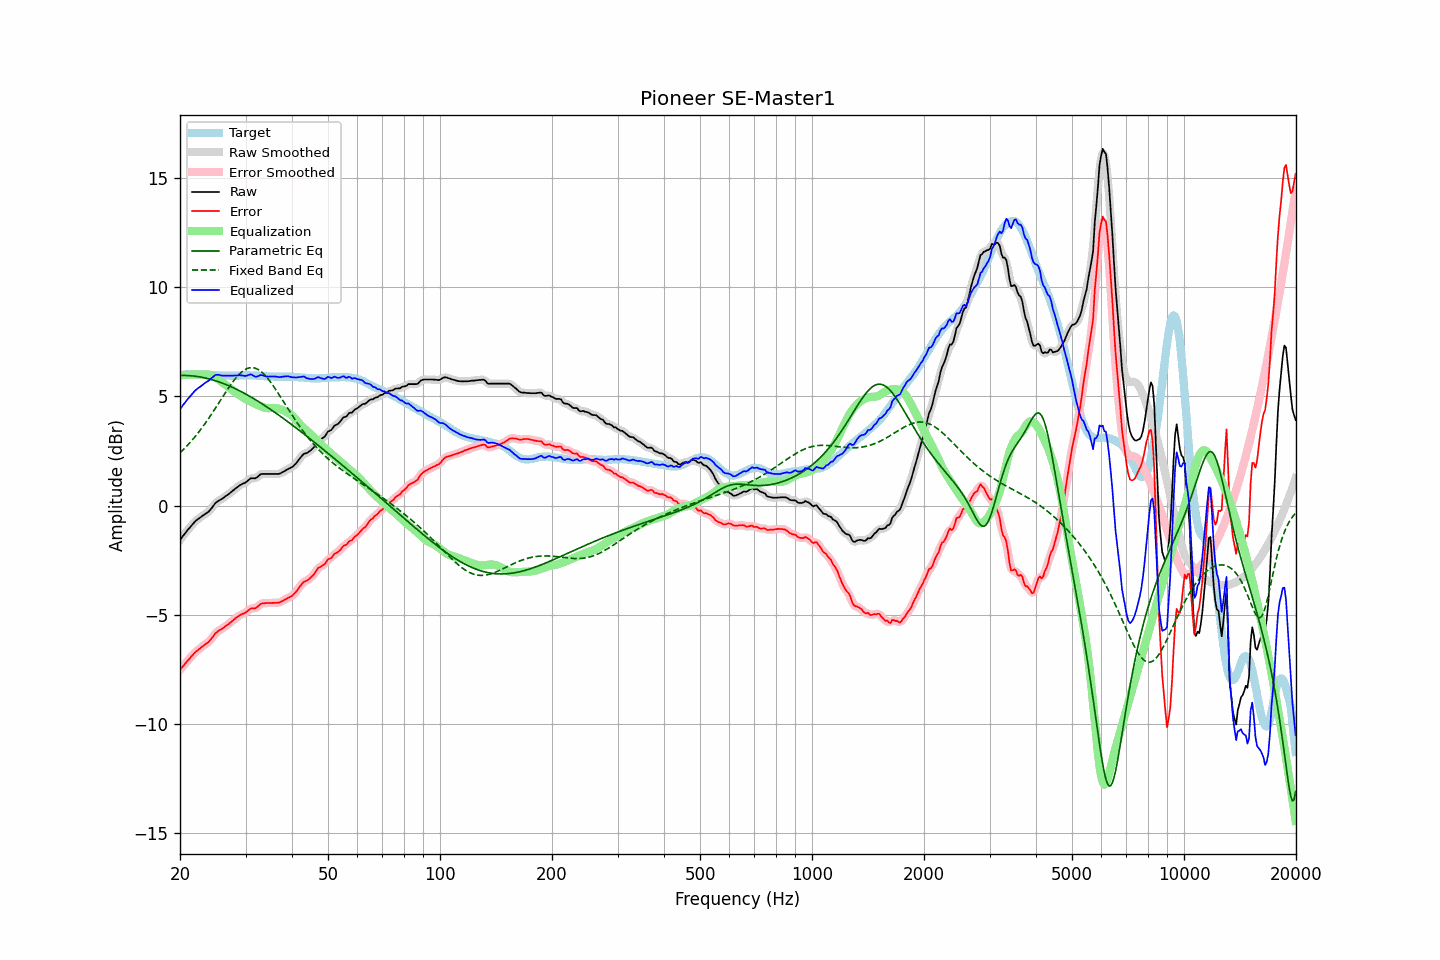 Pioneer SE-Master1
Target
Raw Smoothed
Error Smoothed
Raw
Error
Equalization
Parametric Eq
Fixed Band Eq
Equalized
Amplitude (dBr)
15
10
5
0
−5
−10
−15
20
50
100
200
500
1000
2000
5000
10000
20000
Frequency (Hz)